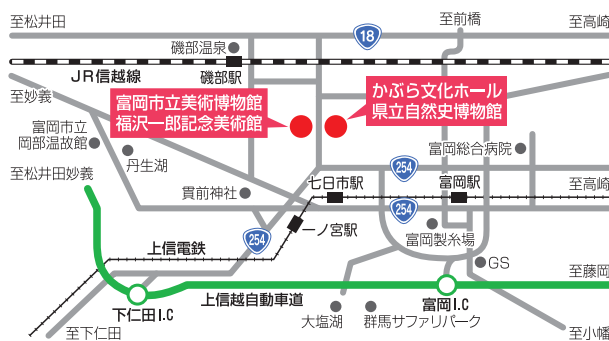 至松井田
至前橋
至高崎
18
磯部温泉
JR信越線
磯部駅
至妙義
富岡市立美術博物館
福沢一郎記念美術館
かぶら文化ホール
県立自然史博物館
富岡市立
岡部温故館
丹生湖
富岡総合病院
254
至松井田妙義
貫前神社
七日市駅
富岡駅
至高崎
254
一ノ宮駅
254
富岡製糸場
上信電鉄
GS
至藤岡
下仁田I.C
上信越自動車道
富岡I.C
大塩湖
群馬サファリパーク
至下仁田
至小幡